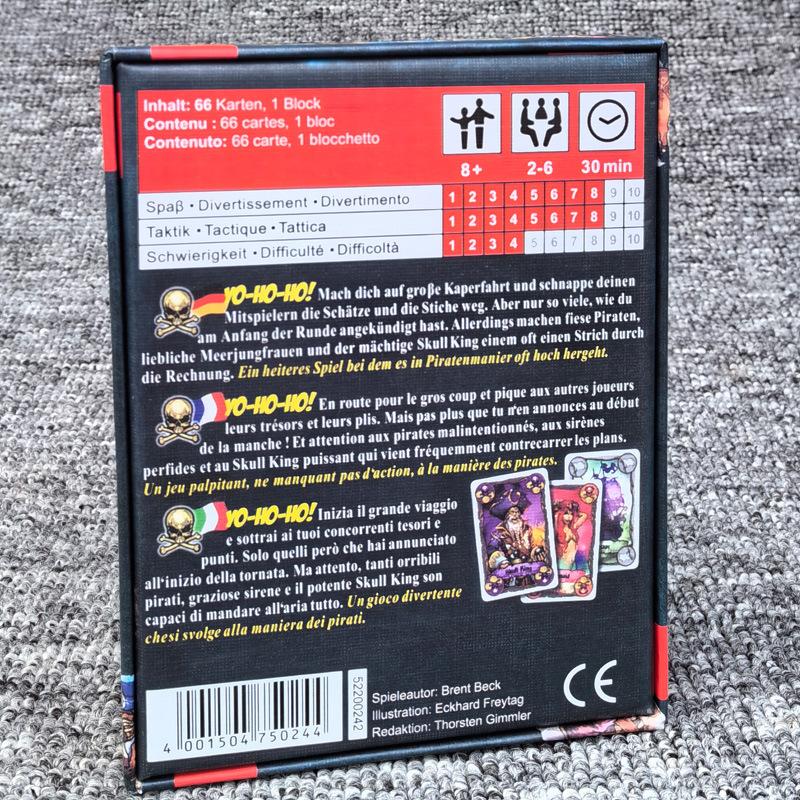 Inhalt: 66 Karten, 1 Block
Contenu : 66 cartes, 1 bloc
Contenuto: 66 carte, 1 blocchetto
8+ 2-6 30 min
Spaβ • Divertissement • Divertimento 1 2 3 4 5 6 7 8 9 10
Taktik • Tactique • Tattica 1 2 3 4 5 6 7 8 9 10
Schwierigkeit • Difficulté • Difficoltà 1 2 3 4 5 6 7 8 9 10
YO-HO-HO! Mach dich auf große Kaperfahrt und schnappe deinen
Mitspielern die Schätze und die Stiche weg. Aber nur so viele, wie du
am Anfang der Runde angekündigt hast. Allerdings machen fiese Piraten,
liebliche Meerjungfrauen und der mächtige Skull King einem oft einen Strich durch
die Rechnung. Ein heiteres Spiel bei dem es in Piratenmanier oft hoch hergeht.
YO-HO-HO! En route pour le gros coup et pique aux autres joueurs
leurs trésors et leurs plis. Mais pas plus que tu n'en annonces au début
de la manche ! Et attention aux pirates malintentionnés, aux sirènes
perfides et au Skull King puissant qui vient fréquemment contrecarrer les plans.
Un jeu palpitant, ne manquant pas d'action, à la manière des pirates.
YO-HO-HO! Inizia il grande viaggio
e sottrai ai tuoi concorrenti tesori e
punti. Solo quelli però che hai annunciato
all'inizio della tornata. Ma attento, tanti orribili
pirati, graziose sirene e il potente Skull King son
capaci di mandare all'aria tutto. Un gioco divertente
che si svolge alla maniera dei pirati.
Skull King
4 001504 750244
52200242
Spieleautor: Brent Beck
Illustration: Eckhard Freytag
Redaktion: Thorsten Gimmler
CE